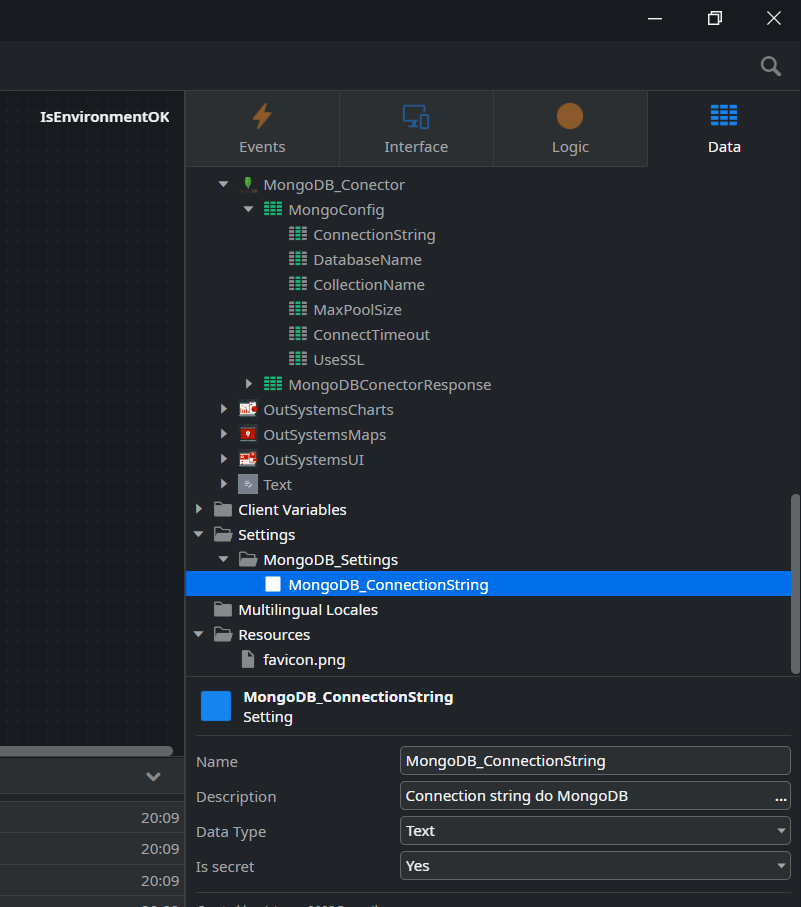 IsEnvironmentOK
Events
Interface
Logic
Data
MongoDB_Conector
MongoConfig
ConnectionString
DatabaseName
CollectionName
MaxPoolSize
ConnectTimeout
UseSSL
MongoDBConectorResponse
OutSystemsCharts
OutSystemsMaps
OutSystemsUI
Text
Client Variables
Settings
MongoDB_Settings
MongoDB_ConnectionString
Multilingual Locales
Resources
favicon.png
MongoDB_ConnectionString
Setting
Name MongoDB_ConnectionString
Description Connection string do MongoDB ...
Data Type Text
Is secret Yes
20:09
20:09
20:09